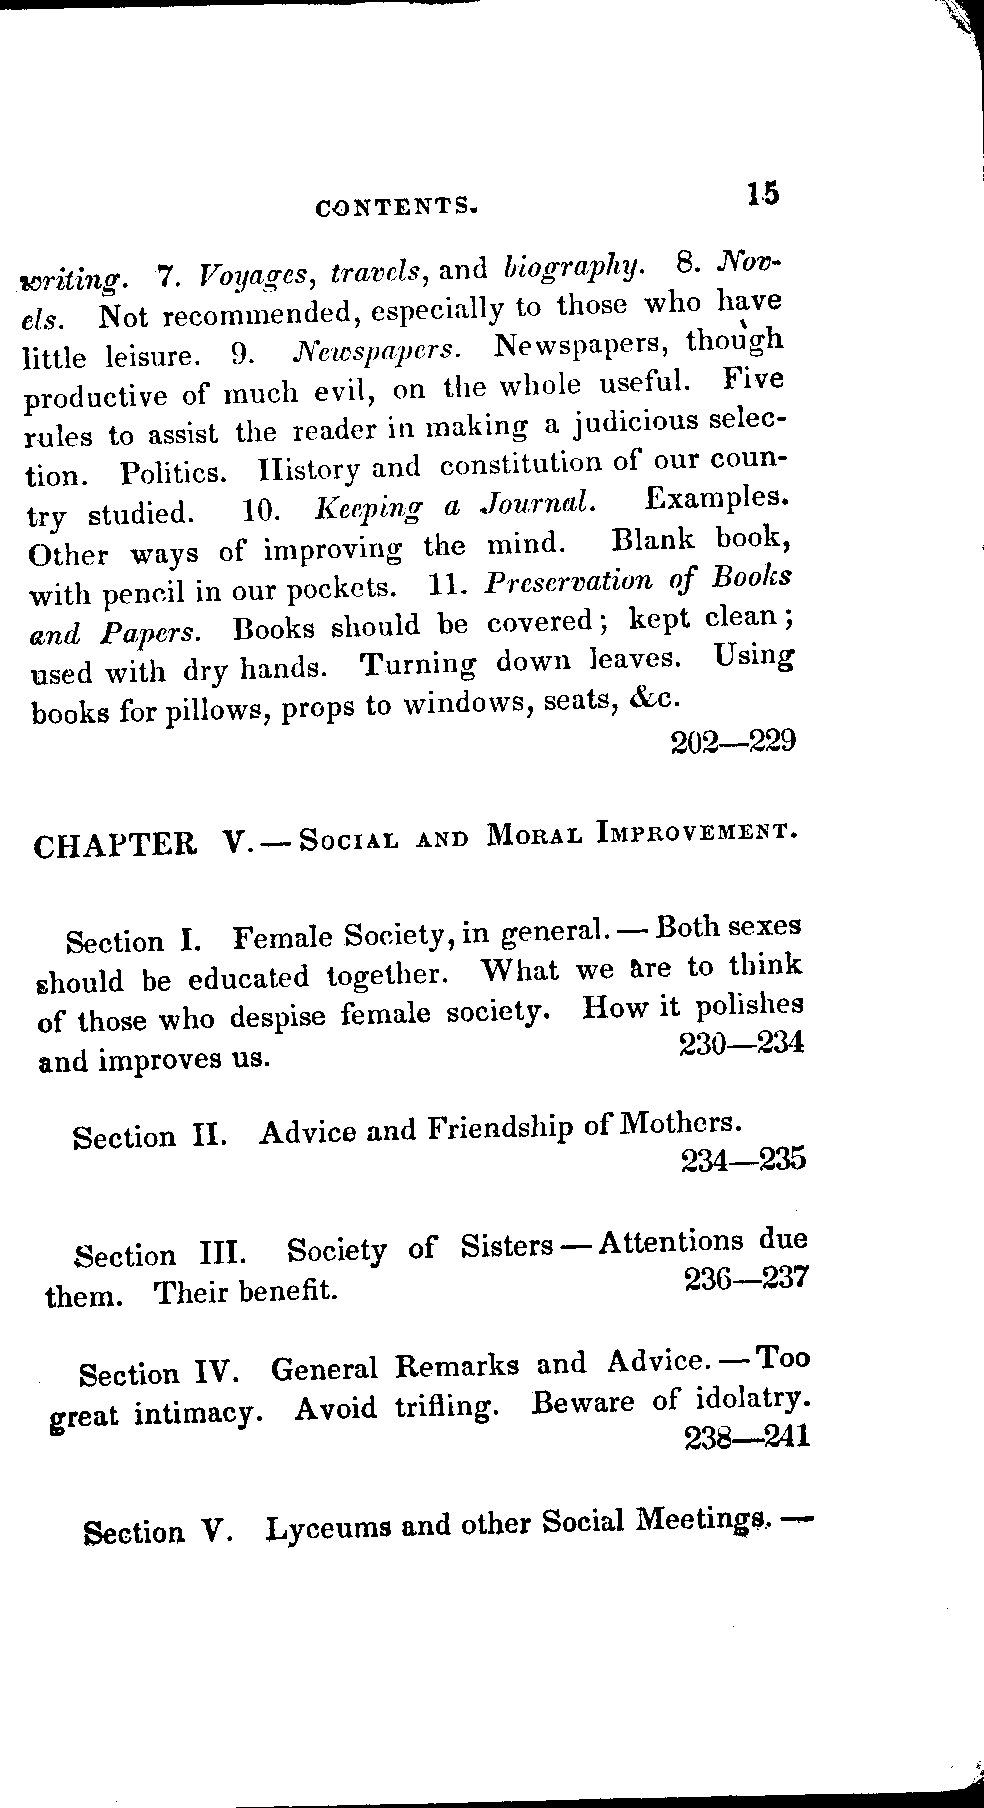 CONTENTS. 15
writing. 7. Voyages, travels, and biography. 8. Nov-
els. Not recommended, especially to those who have
little leisure. 9. Newspapers. Newspapers, though
productive of much evil, on the whole useful. Five
rules to assist the reader in making a judicious selec-
tion. Politics. History and constitution of our coun-
try studied. 10. Keeping a Journal. Examples.
Other ways of improving the mind. Blank book,
with pencil in our pockets. 11. Preservation of Books
and Papers. Books should be covered; kept clean;
used with dry hands. Turning down leaves. Using
books for pillows, props to windows, seats, &c.
202—229
CHAPTER V.—SOCIAL AND MORAL IMPROVEMENT.
Section I. Female Society, in general.—Both sexes
should be educated together. What we are to think
of those who despise female society. How it polishes
and improves us. 230—234
Section II. Advice and Friendship of Mothers.
234—235
Section III. Society of Sisters—Attentions due
them. Their benefit. 236—237
Section IV. General Remarks and Advice.—Too
great intimacy. Avoid trifling. Beware of idolatry.
238—241
Section V. Lyceums and other Social Meetings.—